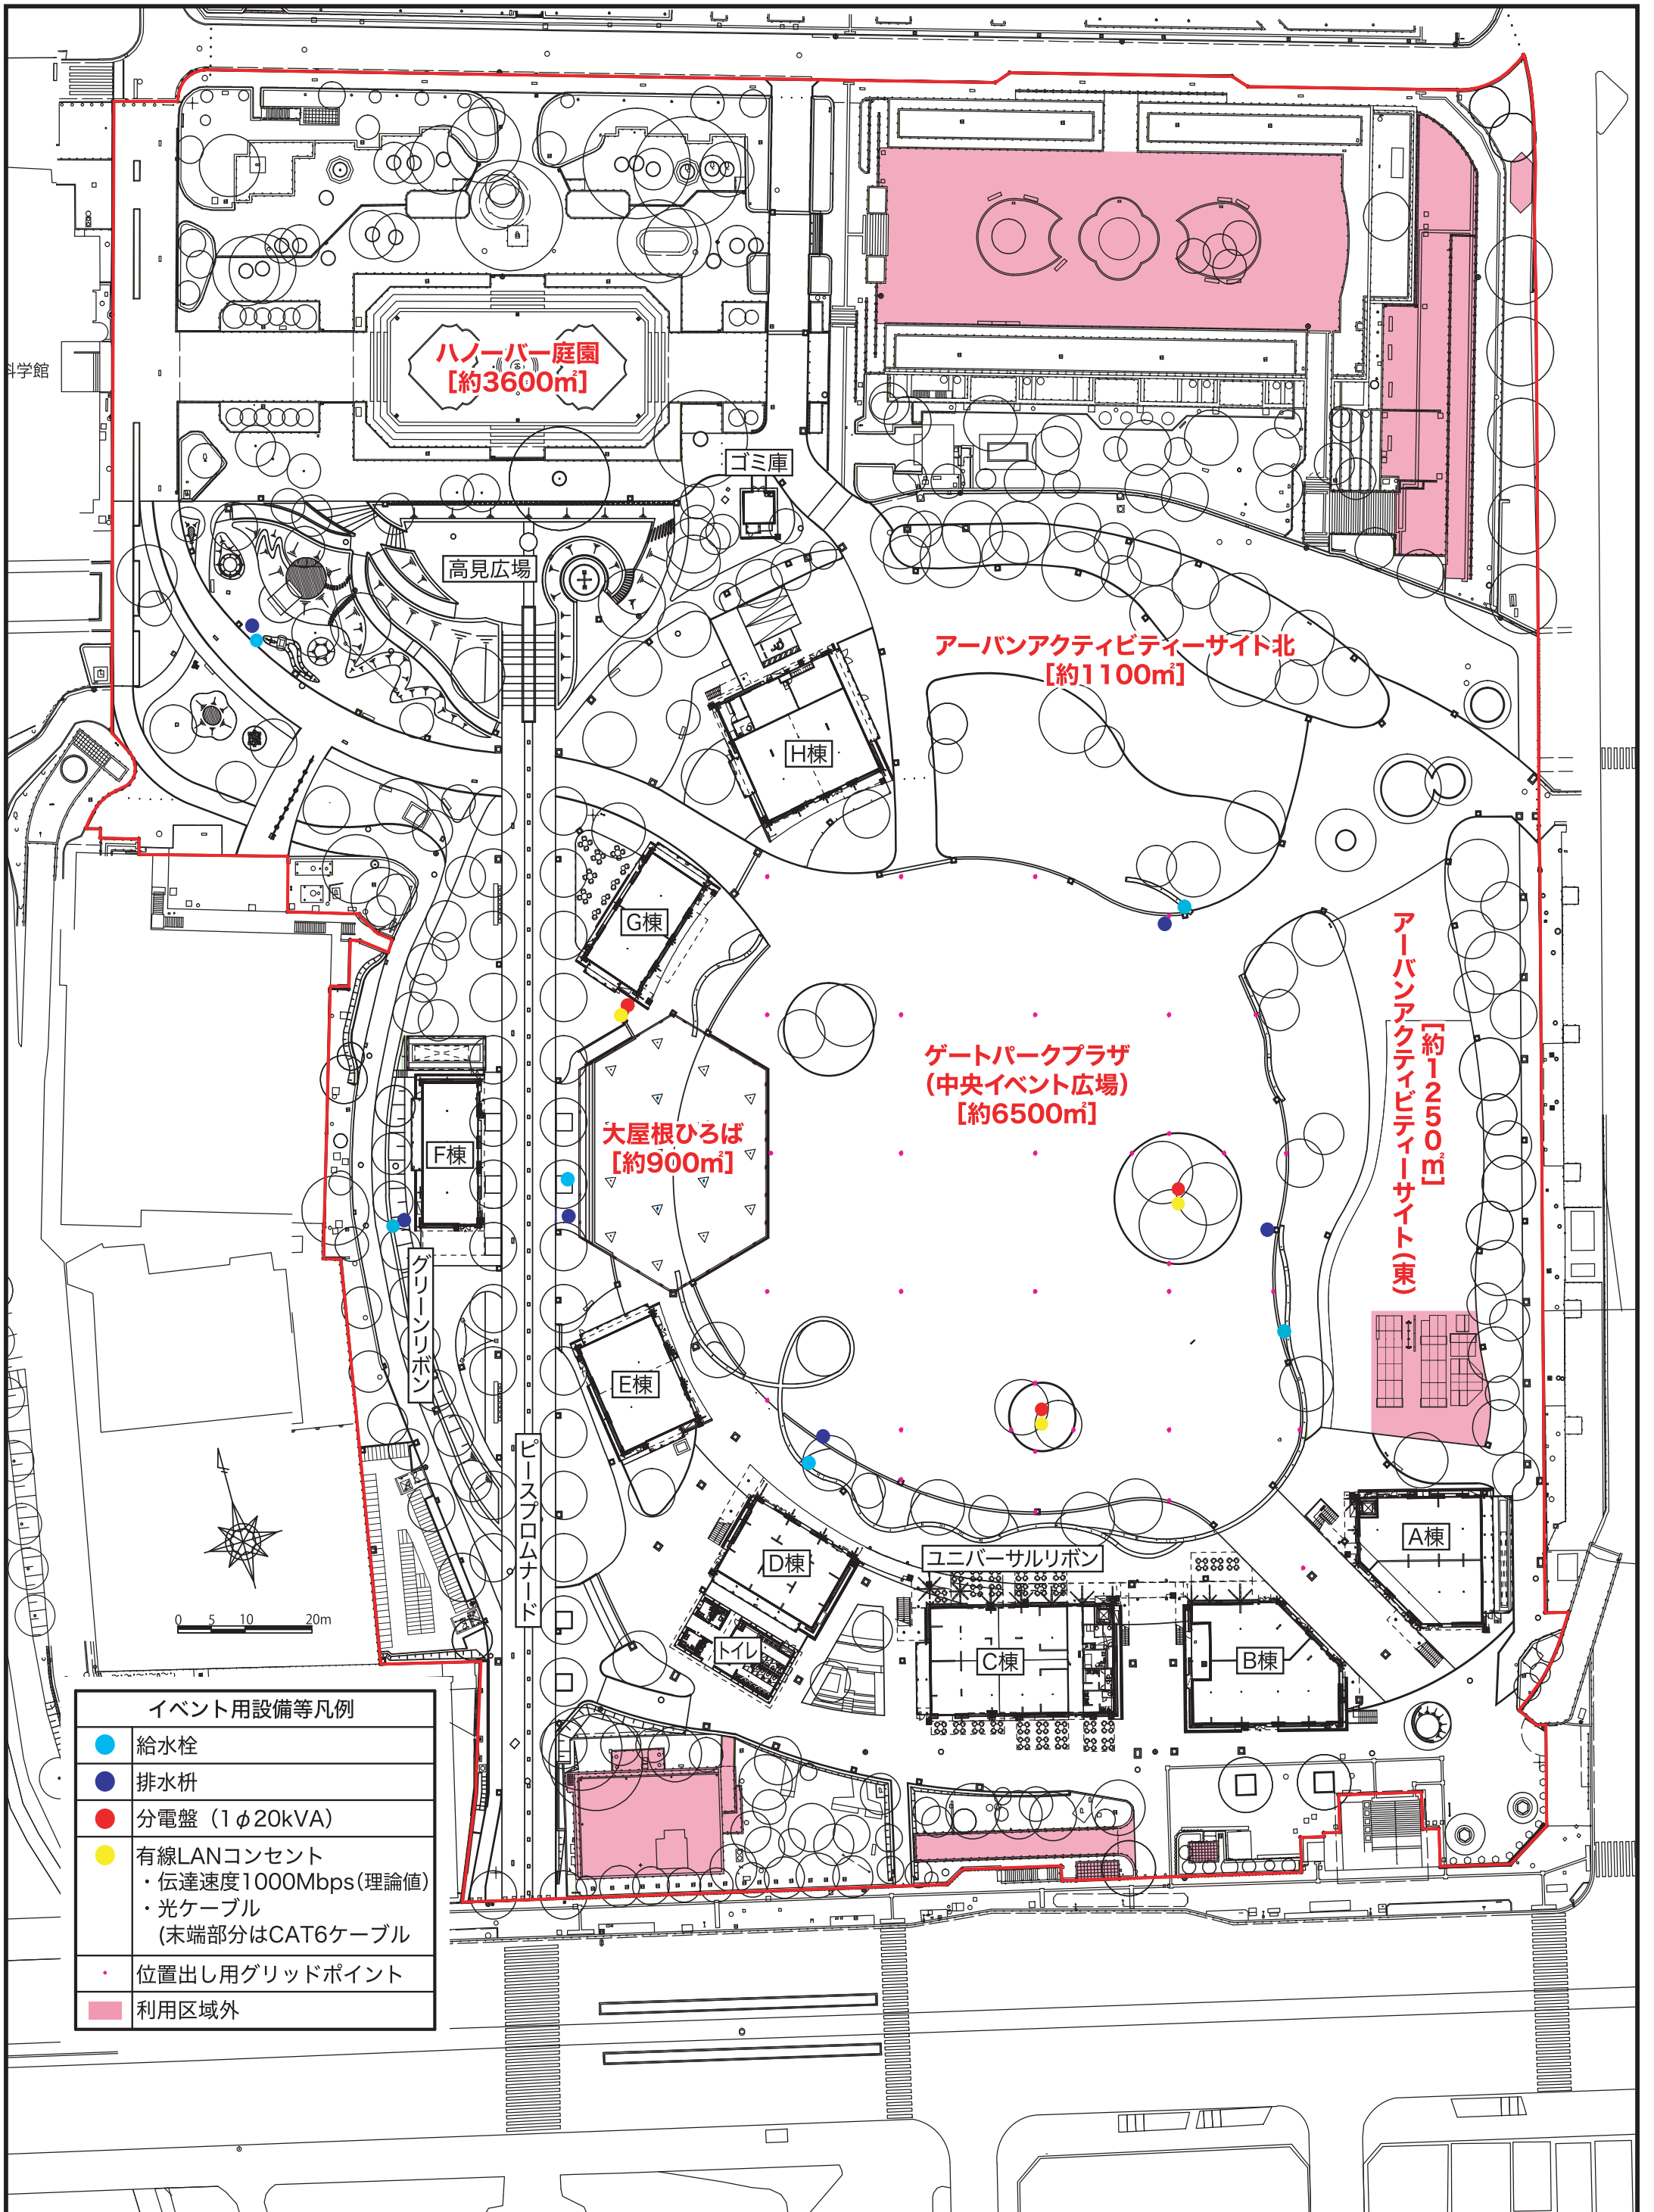 ハノーバー庭園
[約3600㎡]
科学館
ゴミ庫
高見広場
アーバンアクティビティーサイト北
[約1100㎡]
H棟
G棟
アーバンアクティビティーサイト(東)
[約1250㎡]
ゲートパークプラザ
(中央イベント広場)
[約6500㎡]
大屋根ひろば
[約900㎡]
F棟
グリーンリボン
E棟
ピースプロムナード
D棟
トイレ
ユニバーサルリボン
A棟
C棟
B棟
0 5 10 20m
イベント用設備等凡例
給水栓
排水枡
分電盤（1φ20kVA）
有線LANコンセント
・伝達速度1000Mbps(理論値)
・光ケーブル
(末端部分はCAT6ケーブル
位置出し用グリッドポイント
利用区域外